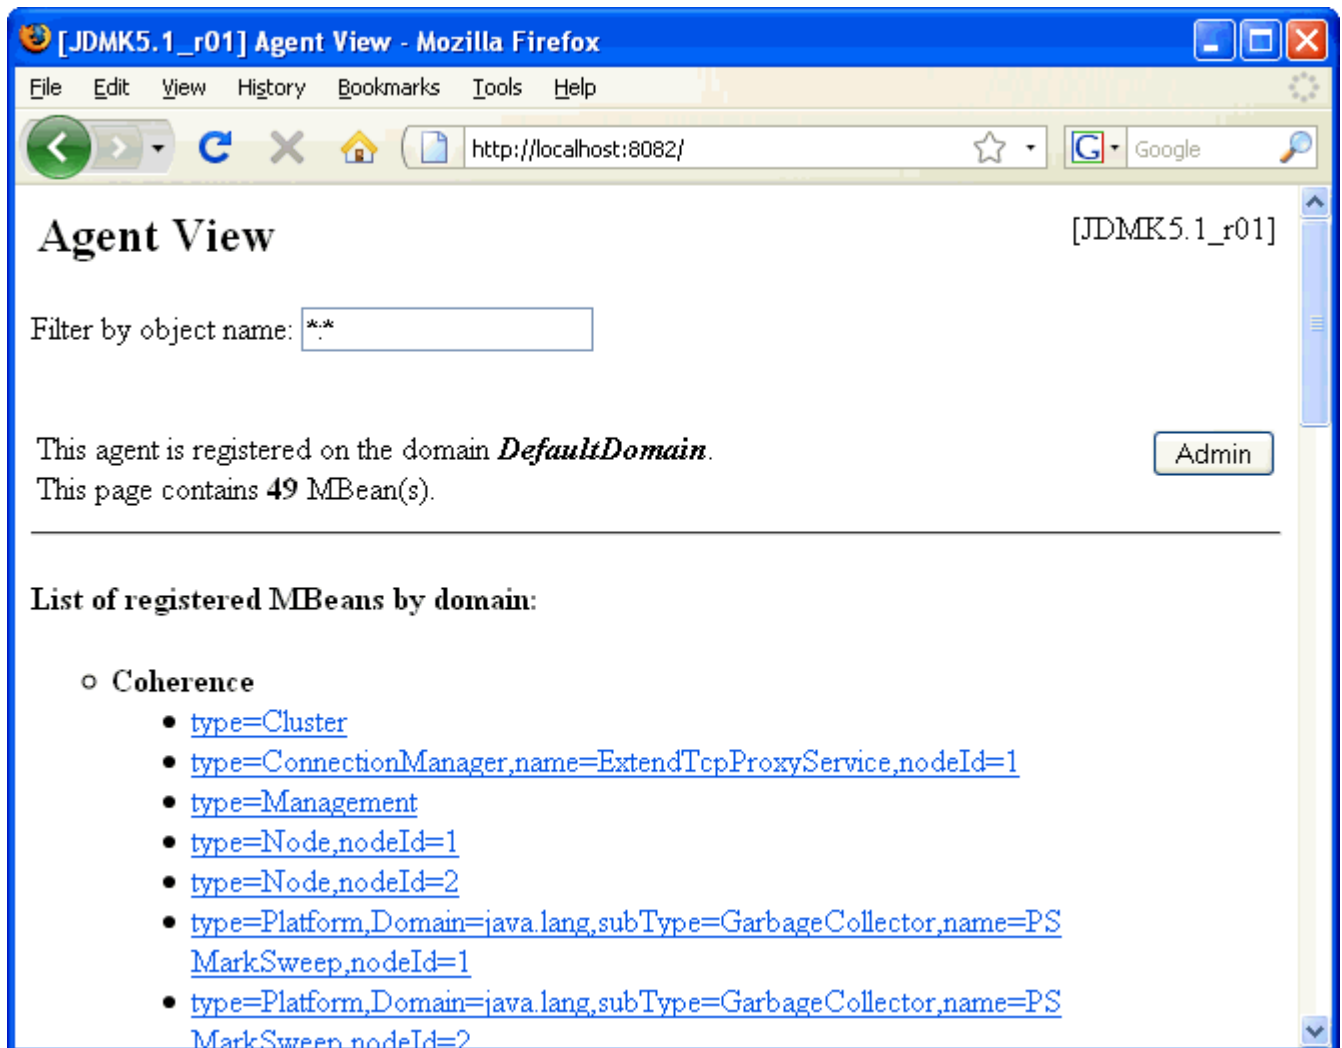 [JDMK5.1_r01] Agent View - Mozilla Firefox
File Edit View History Bookmarks Tools Help
http://localhost:8082/ G Google
Agent View [JDMK5.1_r01]
Filter by object name: *:*
This agent is registered on the domain DefaultDomain. Admin
This page contains 49 MBean(s).
List of registered MBeans by domain:
Coherence
type=Cluster
type=ConnectionManager,name=ExtendTcpProxyService,nodeId=1
type=Management
type=Node,nodeId=1
type=Node,nodeId=2
type=Platform,Domain=java.lang,subType=GarbageCollector,name=PS
MarkSweep,nodeId=1
type=Platform,Domain=java.lang,subType=GarbageCollector,name=PS
MarkSweep,nodeId=2